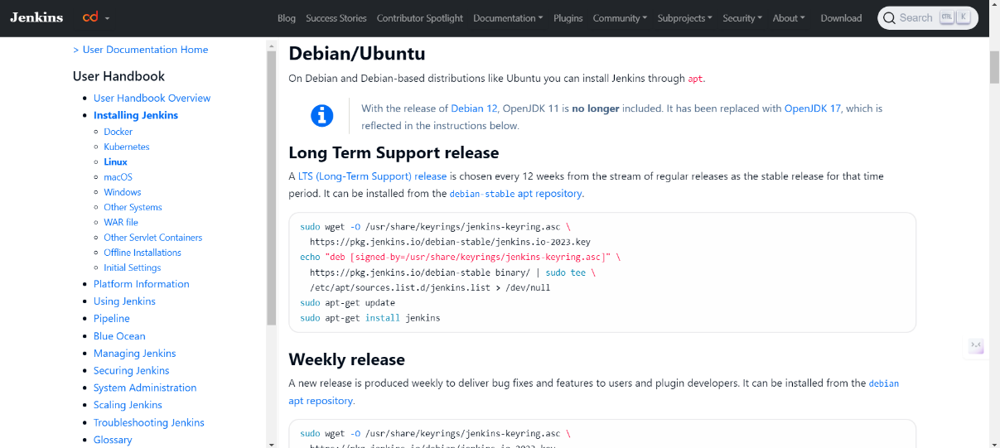 Jenkins
cd
Blog Success Stories Contributor Spotlight Documentation Plugins Community Subprojects Security About Download
Search CTRL K
> User Documentation Home
User Handbook
User Handbook Overview
Installing Jenkins
Docker
Kubernetes
Linux
macOS
Windows
Other Systems
WAR file
Other Servlet Containers
Offline Installations
Initial Settings
Platform Information
Using Jenkins
Pipeline
Blue Ocean
Managing Jenkins
Securing Jenkins
System Administration
Scaling Jenkins
Troubleshooting Jenkins
Glossary
Debian/Ubuntu
On Debian and Debian-based distributions like Ubuntu you can install Jenkins through apt.
With the release of Debian 12, OpenJDK 11 is no longer included. It has been replaced with OpenJDK 17, which is
reflected in the instructions below.
Long Term Support release
A LTS (Long-Term Support) release is chosen every 12 weeks from the stream of regular releases as the stable release for that time
period. It can be installed from the debian-stable apt repository.
sudo wget -O /usr/share/keyrings/jenkins-keyring.asc \
https://pkg.jenkins.io/debian-stable/jenkins.io-2023.key
echo "deb [signed-by=/usr/share/keyrings/jenkins-keyring.asc]" \
https://pkg.jenkins.io/debian-stable binary/ | sudo tee \
/etc/apt/sources.list.d/jenkins.list > /dev/null
sudo apt-get update
sudo apt-get install jenkins
Weekly release
A new release is produced weekly to deliver bug fixes and features to users and plugin developers. It can be installed from the debian
apt repository.
sudo wget -O /usr/share/keyrings/jenkins-keyring.asc \
https://pkg.jenkins.io/debian/jenkins.io-2023.key